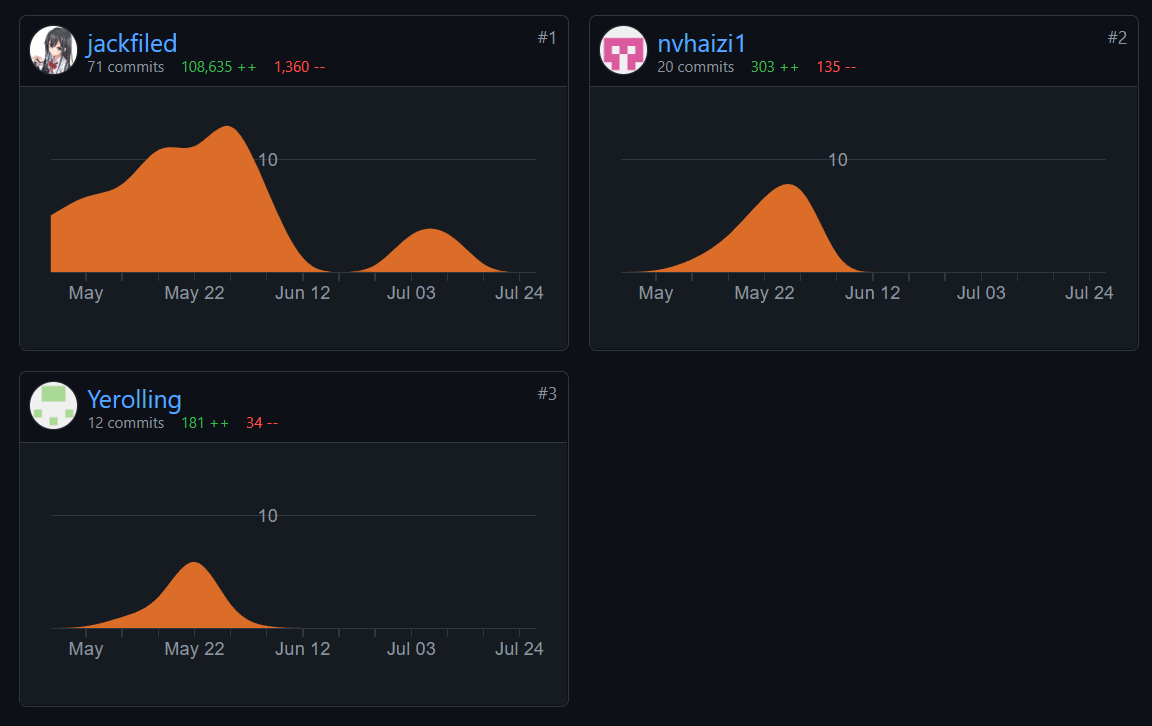 jackfiled #1
71 commits 108,635 ++ 1,360 --
10
May May 22 Jun 12 Jul 03 Jul 24
nvhaizi1 #2
20 commits 303 ++ 135 --
10
May May 22 Jun 12 Jul 03 Jul 24
Yerolling #3
12 commits 181 ++ 34 --
10
May May 22 Jun 12 Jul 03 Jul 24